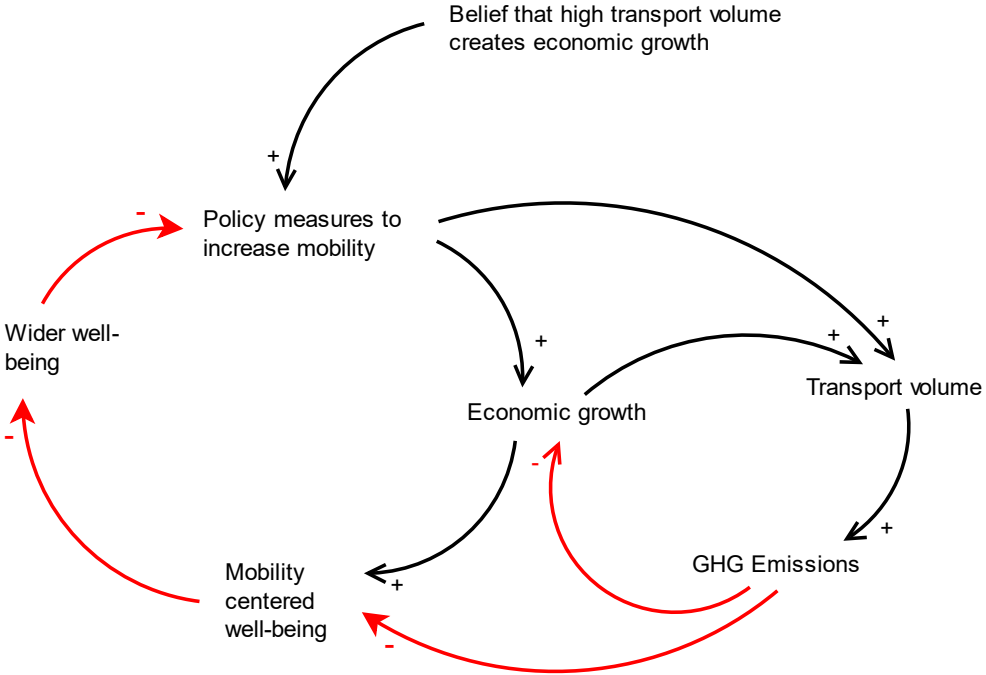 Belief that high transport volume
creates economic growth
+
-
Policy measures to
increase mobility
+
+
+
Wider well-
being
Transport volume
Economic growth
-
-
+
GHG Emissions
+
Mobility
centered
well-being
-